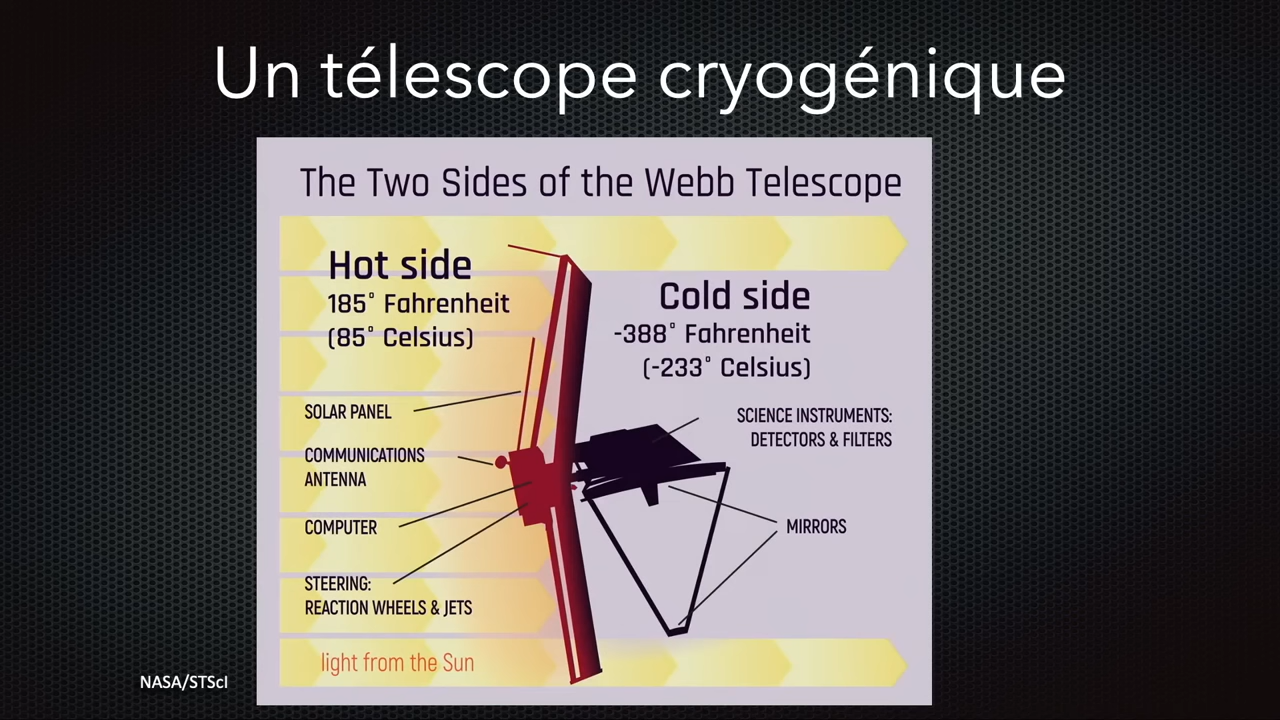 Un télescope cryogénique
The Two Sides of the Webb Telescope
Hot side
185° Fahrenheit
(85° Celsius)
Cold side
-388° Fahrenheit
(-233° Celsius)
SOLAR PANEL
COMMUNICATIONS
ANTENNA
COMPUTER
STEERING:
REACTION WHEELS & JETS
SCIENCE INSTRUMENTS:
DETECTORS & FILTERS
MIRRORS
light from the Sun
NASA/STScI